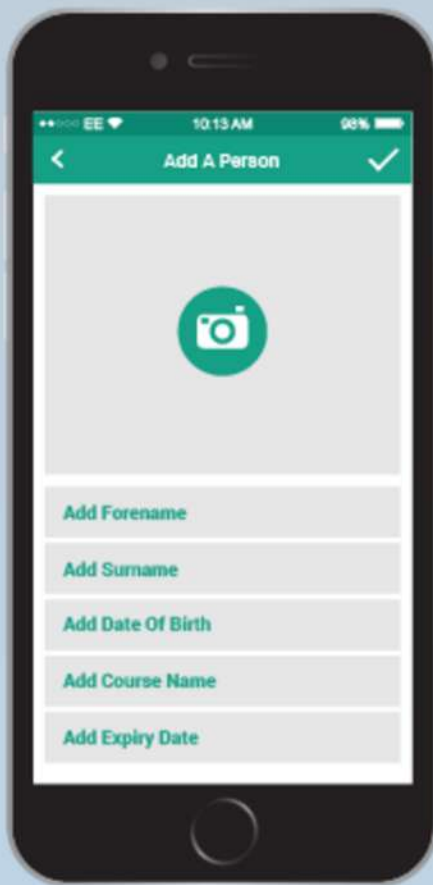 EE 10:13 AM 98%
Add A Person
Add Forename
Add Surname
Add Date Of Birth
Add Course Name
Add Expiry Date